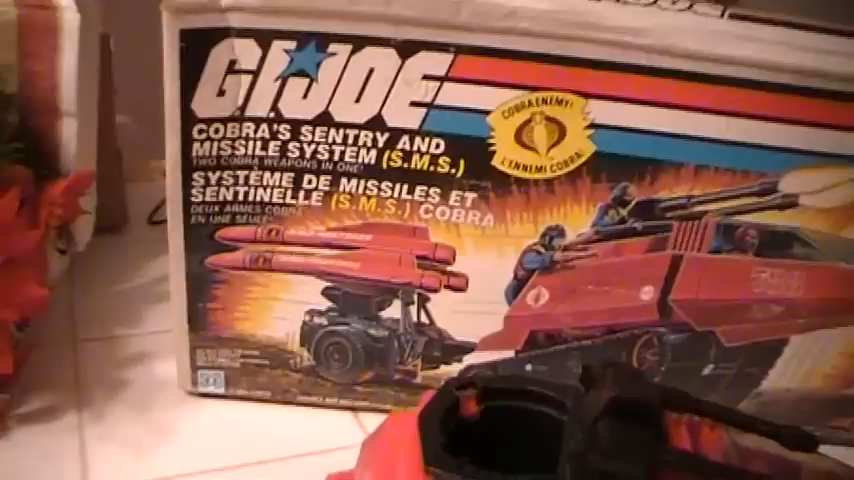 G.I.JOE
COBRA'S SENTRY AND
MISSILE SYSTEM (S.M.S.)
TWO COBRA WEAPONS IN ONE!
SYSTÈME DE MISSILES ET
SENTINELLE (S.M.S.) COBRA
DEUX ARMES COBRA
EN UNE SEULE!
COBRA ENEMY!
L'ENNEMI COBRA!